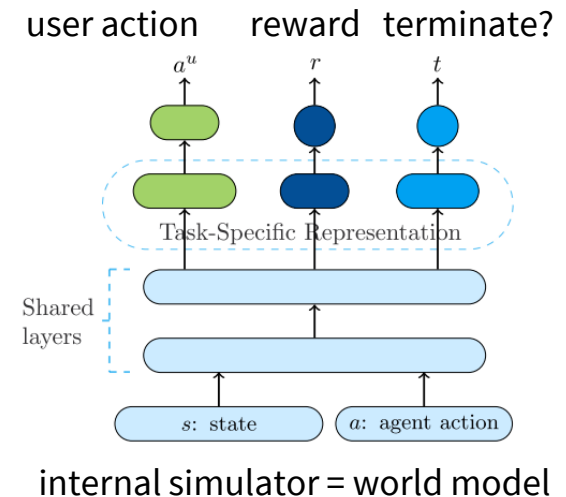 user action reward terminate?
a^u r t
Task-Specific Representation
Shared
layers
s: state a: agent action
internal simulator = world model